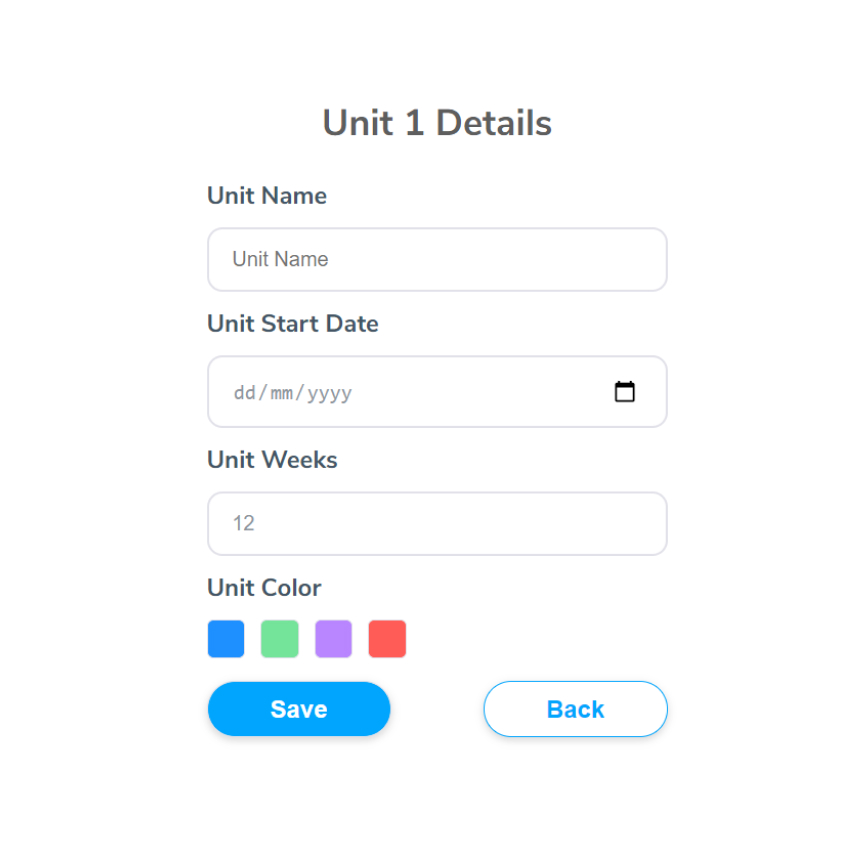 Unit 1 Details
Unit Name
Unit Name
Unit Start Date
dd/mm/yyyy
Unit Weeks
12
Unit Color
Save
Back